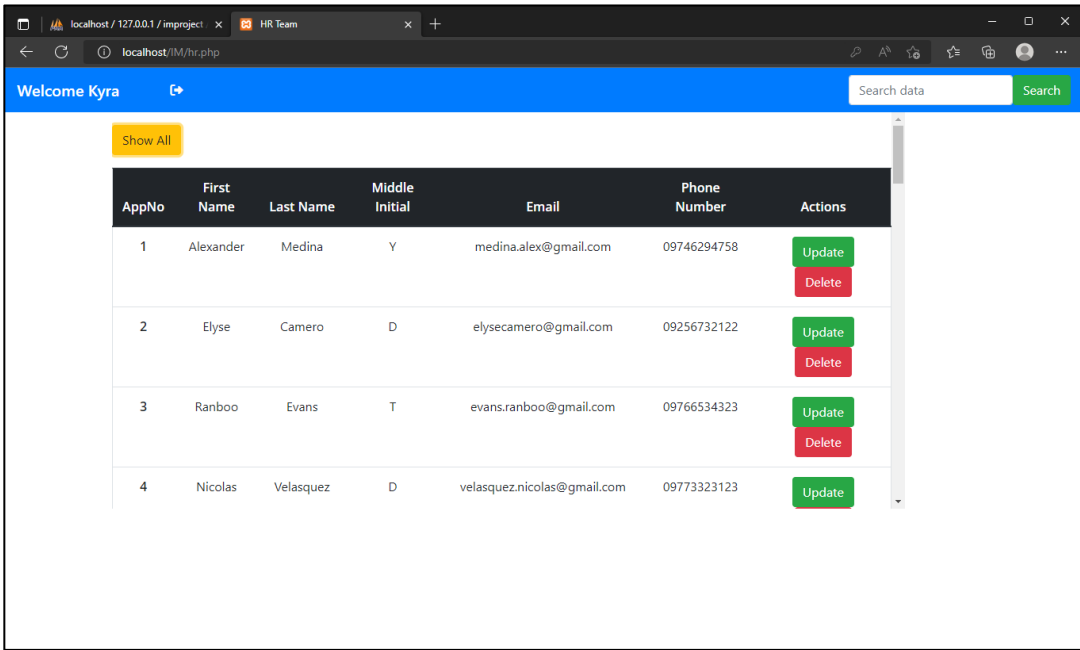 localhost / 127.0.0.1 / improject
HR Team
localhost/IM/hr.php
Welcome Kyra
Search data
Search
Show All
AppNo First Name Last Name Middle Initial Email Phone Number Actions
1 Alexander Medina Y medina.alex@gmail.com 09746294758 Update
Delete
2 Elyse Camero D elysecamero@gmail.com 09256732122 Update
Delete
3 Ranboo Evans T evans.ranboo@gmail.com 09766534323 Update
Delete
4 Nicolas Velasquez D velasquez.nicolas@gmail.com 09773323123 Update